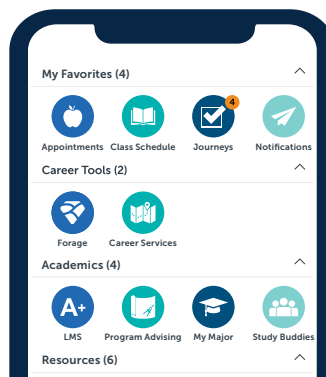 My Favorites (4)
4
Appointments Class Schedule Journeys Notifications
Career Tools (2)
Forage Career Services
Academics (4)
A+
LMS Program Advising My Major Study Buddies
Resources (6)